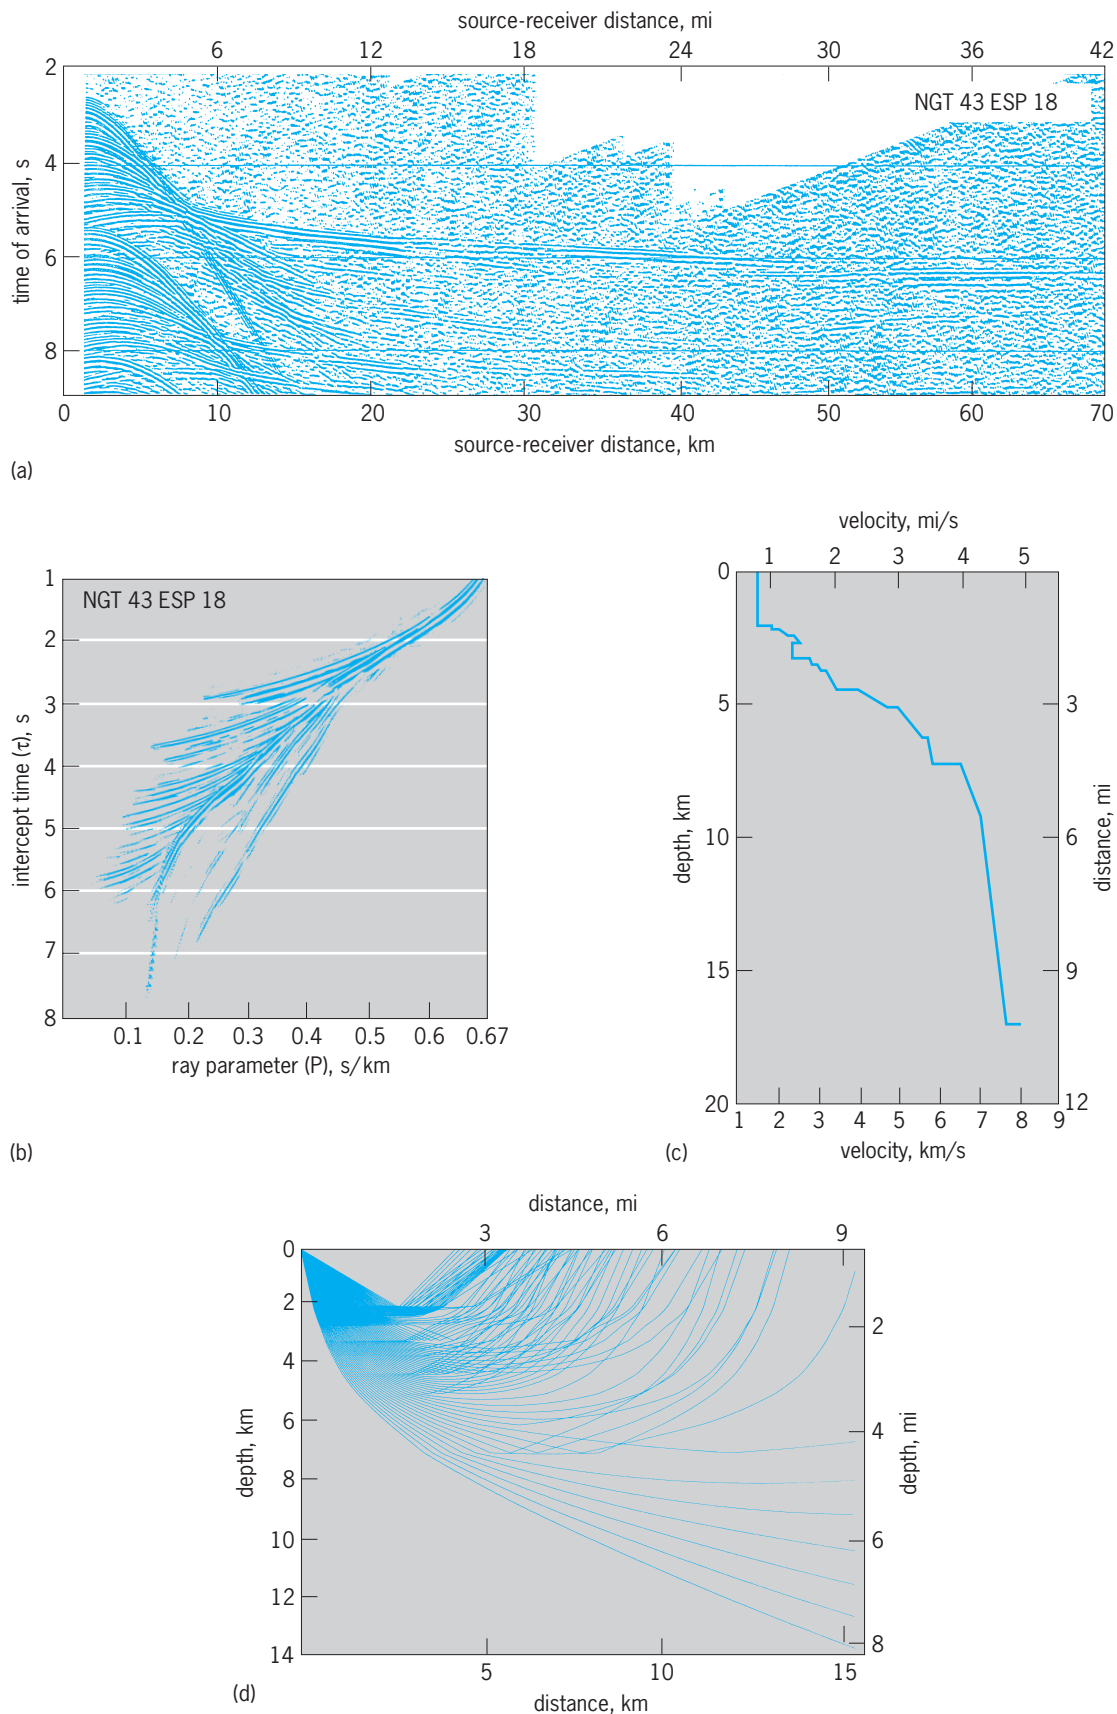 source-receiver distance, mi
6 12 18 24 30 36 42
2
NGT 43 ESP 18
4
6
8
time of arrival, s
0 10 20 30 40 50 60 70
source-receiver distance, km
(a)
NGT 43 ESP 18
1
2
3
4
5
6
7
8
intercept time (τ), s
0.1 0.2 0.3 0.4 0.5 0.6 0.67
ray parameter (P), s/km
(b)
velocity, mi/s
1 2 3 4 5
0
5
10
15
20
depth, km
3
6
9
12
distance, mi
1 2 3 4 5 6 7 8 9
velocity, km/s
(c)
distance, mi
3 6 9
0
2
4
6
8
10
12
14
depth, km
2
4
6
8
depth, mi
5 10 15
distance, km
(d)